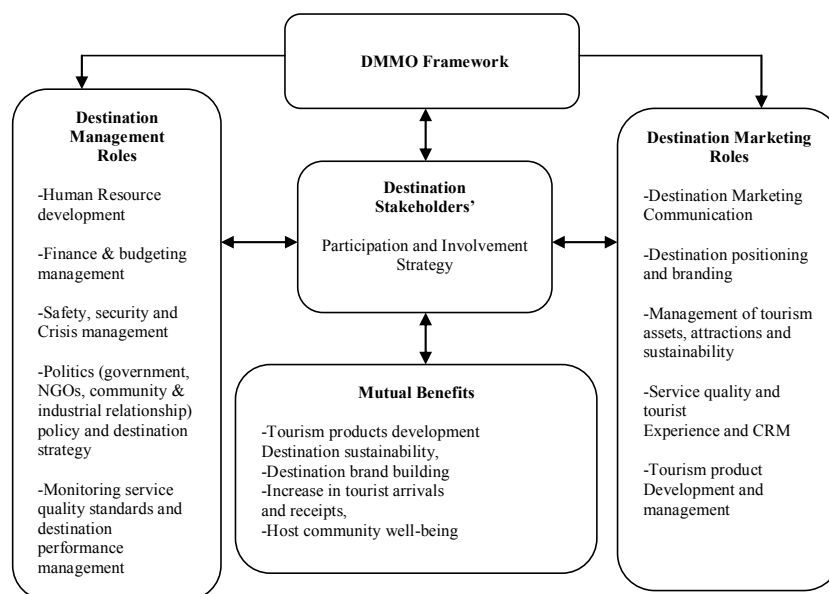 DMMO Framework
Destination
Management
Roles
-Human Resource
development
-Finance & budgeting
management
-Safety, security and
Crisis management
-Politics (government,
NGOs, community &
industrial relationship)
policy and destination
strategy
-Monitoring service
quality standards and
destination
performance
management
Destination
Stakeholders’
Participation and Involvement
Strategy
Mutual Benefits
-Tourism products development
Destination sustainability,
-Destination brand building
-Increase in tourist arrivals
and receipts,
-Host community well-being
Destination Marketing
Roles
-Destination Marketing
Communication
-Destination positioning
and branding
-Management of tourism
assets, attractions and
sustainability
-Service quality and
tourist
Experience and CRM
-Tourism product
Development and
management